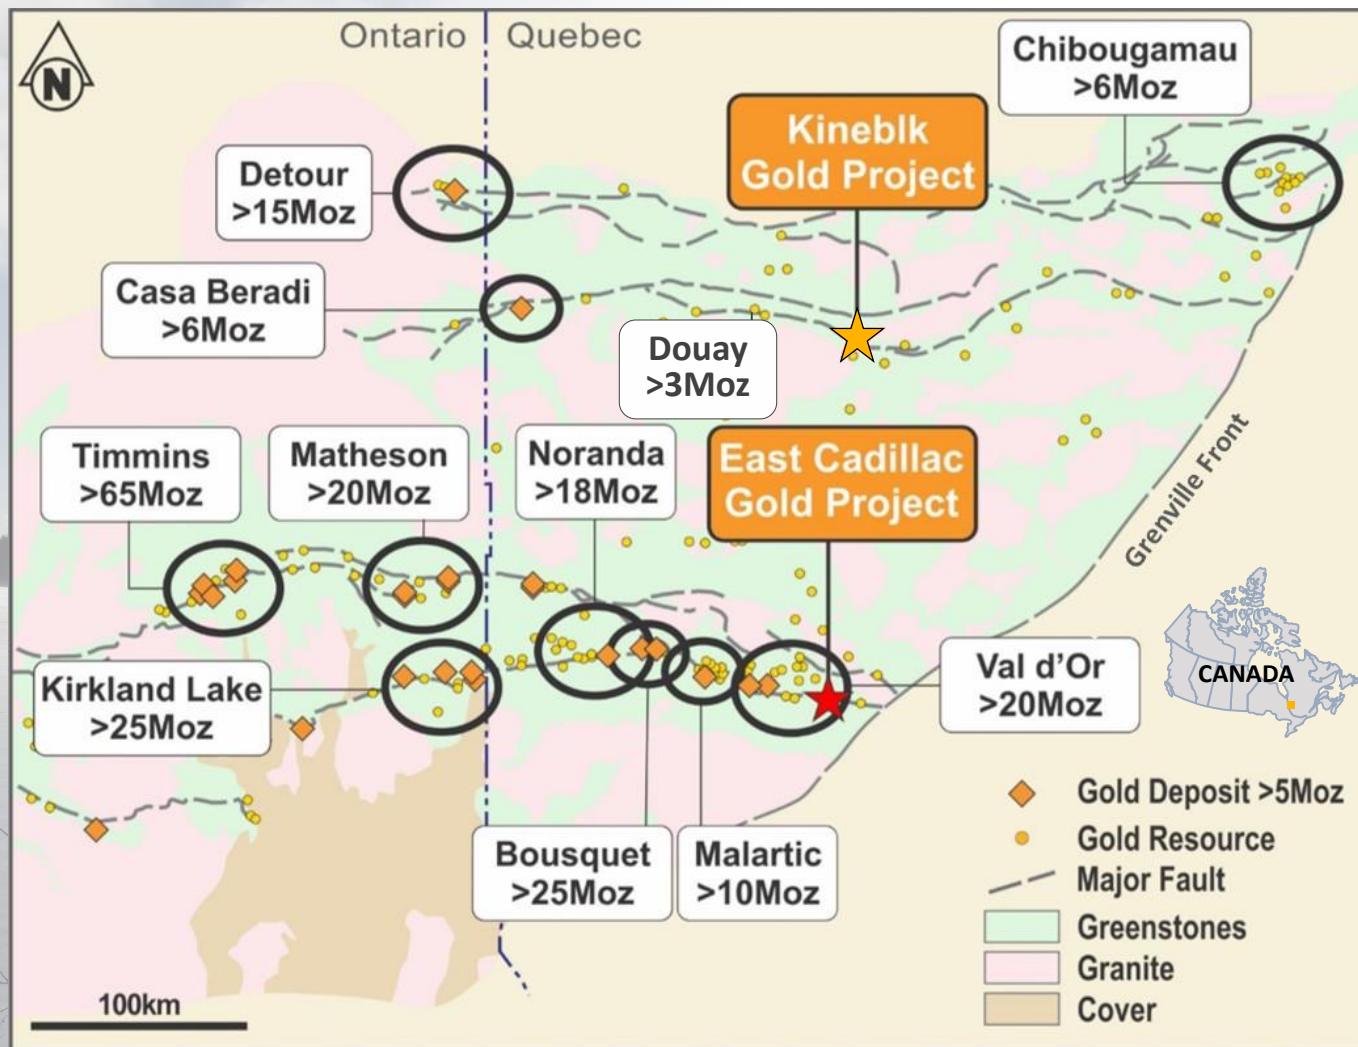 Ontario
Quebec
N
Chibougamau
>6Moz
Kineblk
Gold Project
Detour
>15Moz
Casa Beradi
>6Moz
Douay
>3Moz
Timmins
>65Moz
Matheson
>20Moz
Noranda
>18Moz
East Cadillac
Gold Project
Grenville Front
Kirkland Lake
>25Moz
Val d’Or
>20Moz
CANADA
Bousquet
>25Moz
Malartic
>10Moz
Gold Deposit >5Moz
Gold Resource
Major Fault
Greenstones
Granite
Cover
100km